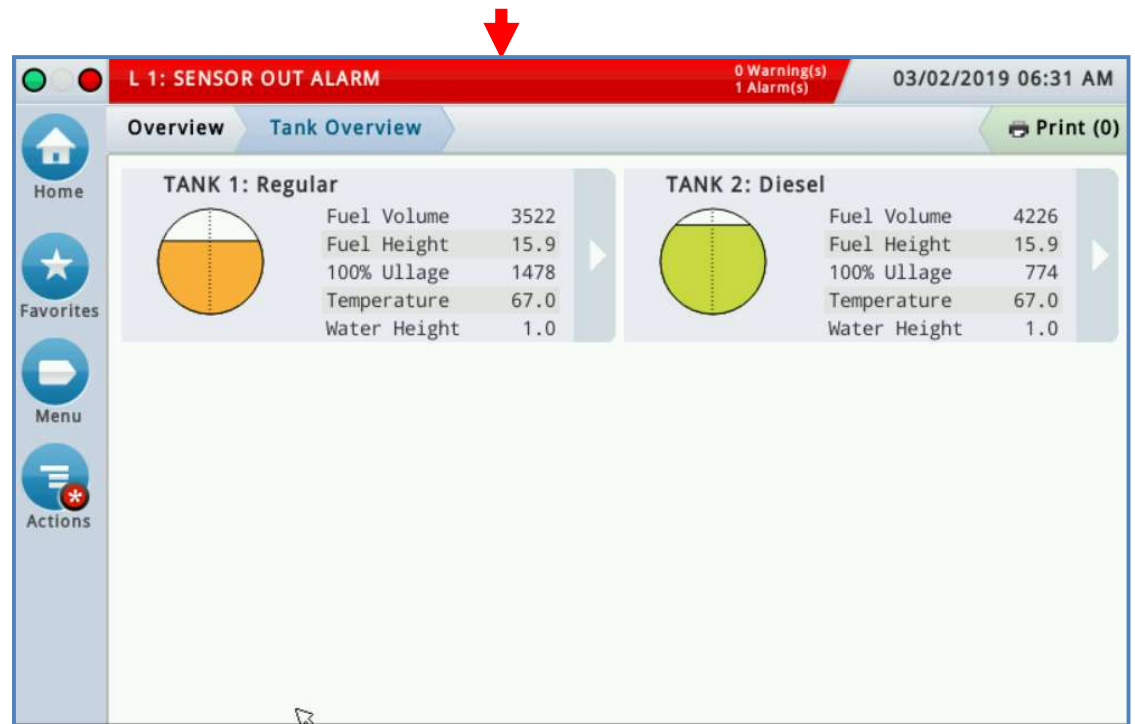 L 1: SENSOR OUT ALARM
0 Warning(s)
1 Alarm(s)
03/02/2019 06:31 AM
Overview
Tank Overview
Print (0)
Home
Favorites
Menu
Actions
TANK 1: Regular
Fuel Volume 3522
Fuel Height 15.9
100% Ullage 1478
Temperature 67.0
Water Height 1.0
TANK 2: Diesel
Fuel Volume 4226
Fuel Height 15.9
100% Ullage 774
Temperature 67.0
Water Height 1.0